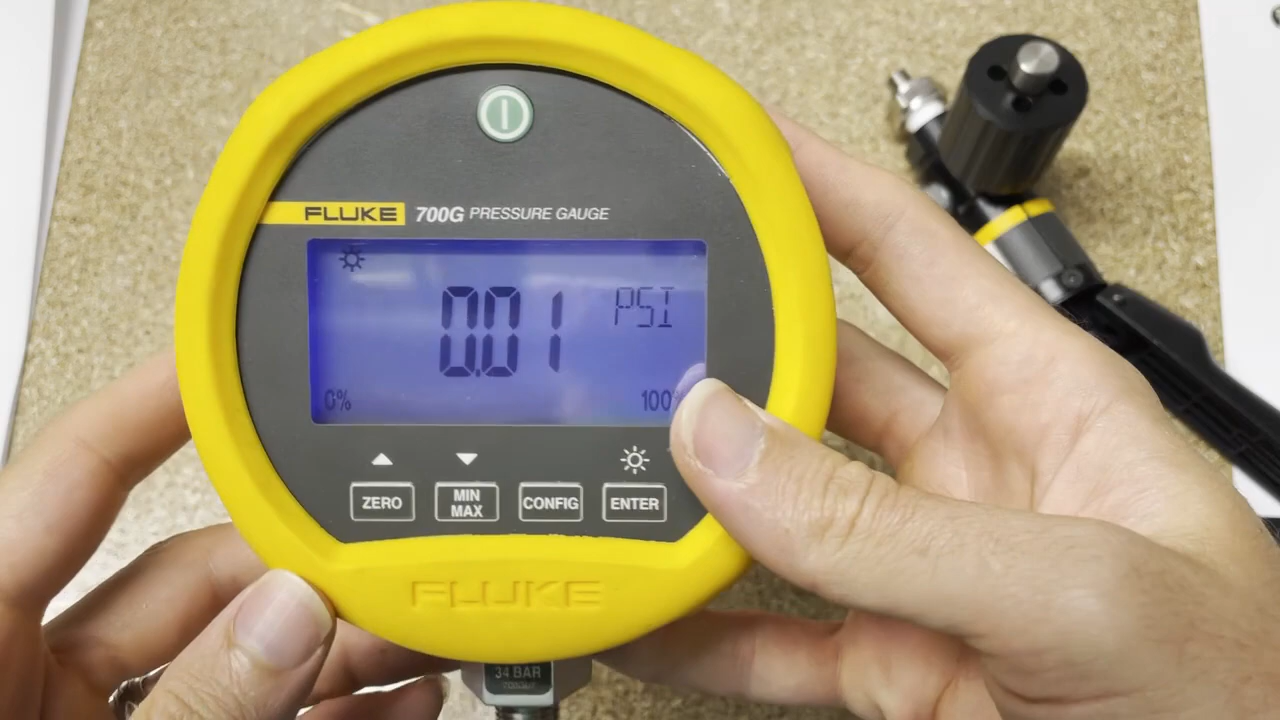 FLUKE 700G PRESSURE GAUGE
0.01 PSI
0% 100%
ZERO MIN MAX CONFIG ENTER
FLUKE
34 BAR